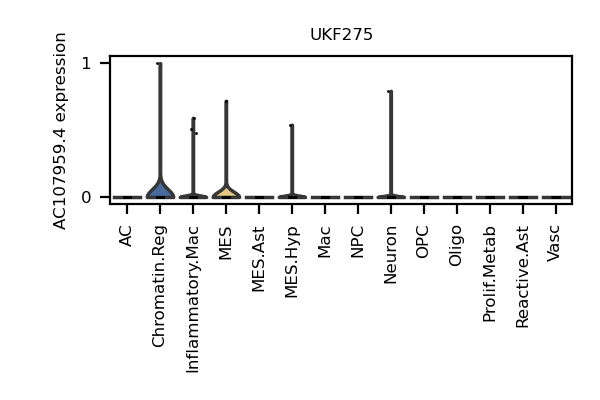 UKF275
AC107959.4 expression
1
0
AC
Chromatin.Reg
Inflammatory.Mac
MES
MES.Ast
MES.Hyp
Mac
NPC
Neuron
OPC
Oligo
Prolif.Metab
Reactive.Ast
Vasc